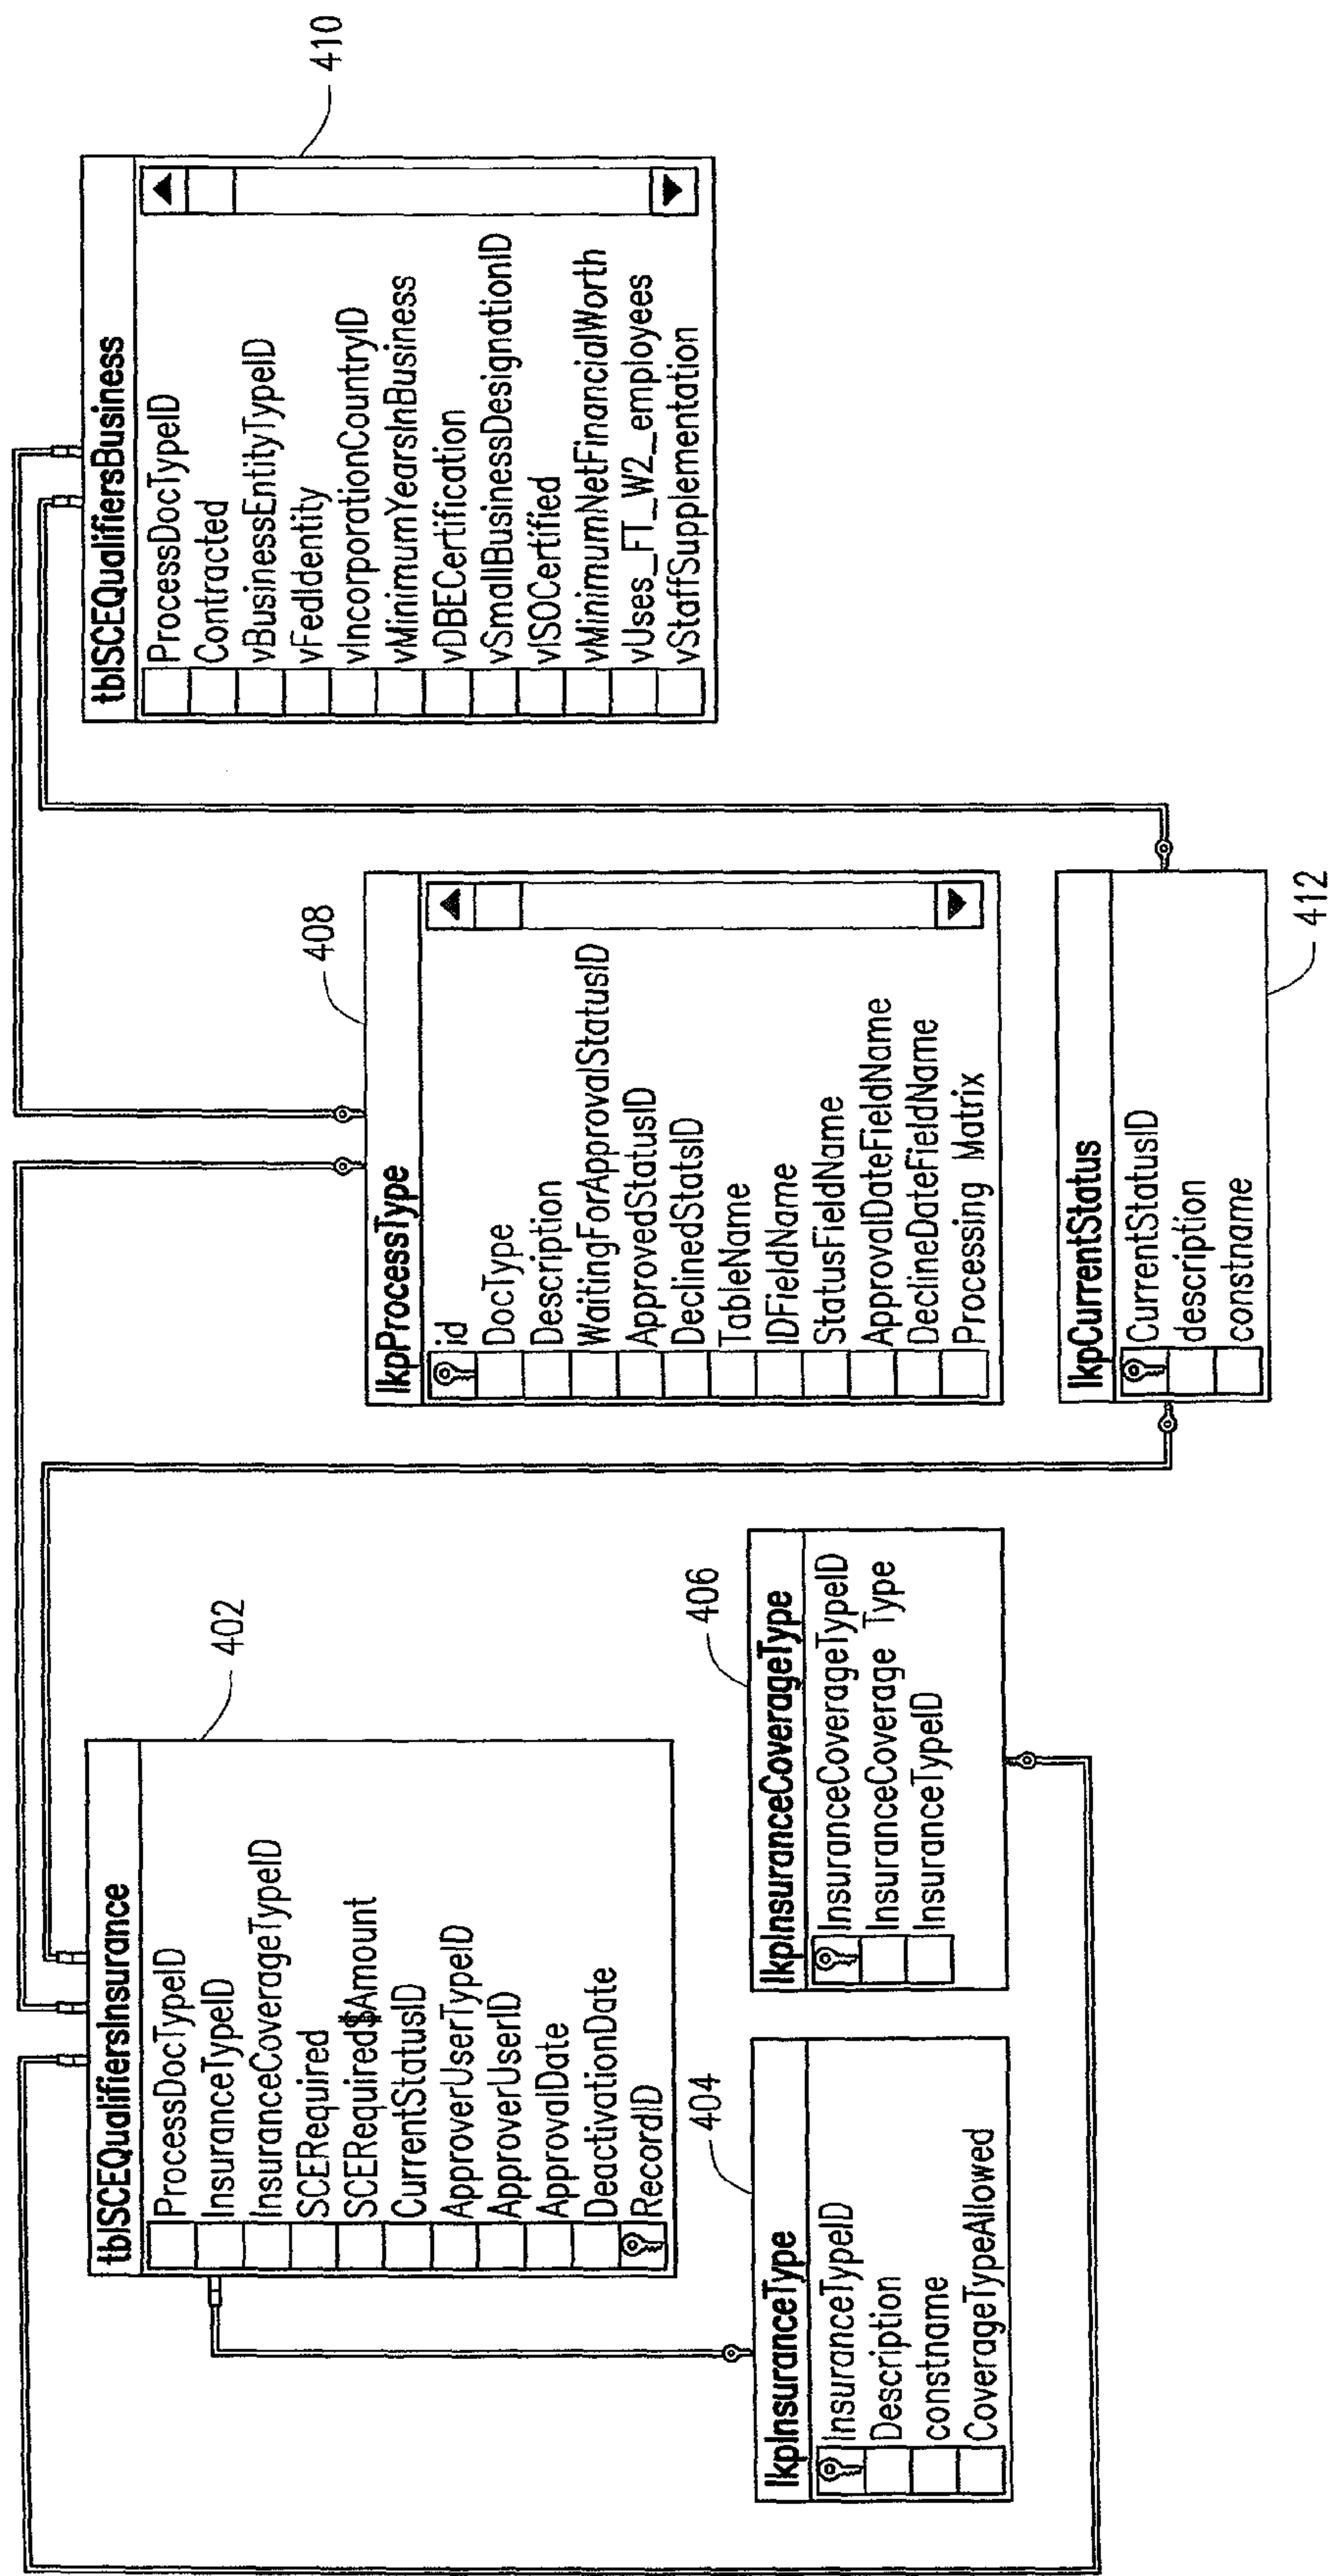 tblSCEQualifiersInsurance
ProcessDocTypeID
InsuranceTypeID
InsuranceCoverageTypeID
SCERequired
SCERequired$Amount
CurrentStatusID
ApproverUserTypeID
ApproverUserID
ApprovalDate
DeactivationDate
RecordID
402
lkpInsuranceType
InsuranceTypeID
Description
constname
CoverageTypeAllowed
404
lkpInsuranceCoverageType
InsuranceCoverageTypeID
InsuranceCoverage Type
InsuranceTypeID
406
lkpProcessType
id
DocType
Description
WaitingForApprovalStatusID
ApprovedStatusID
DeclinedStatsID
TableName
IDFieldName
StatusFieldName
ApprovalDateFieldName
DeclineDateFieldName
Processing Matrix
408
lkpCurrentStatus
CurrentStatusID
description
constname
412
tblSCEQualifiersBusiness
ProcessDocTypeID
Contracted
vBusinessEntityTypeID
vFedIdentity
vIncorporationCountryID
vMinimumYearsInBusiness
vDBECertification
vSmallBusinessDesignationID
vISOCertified
vMinimumNetFinancialWorth
vUses_FT_W2_employees
vStaffSupplementation
410